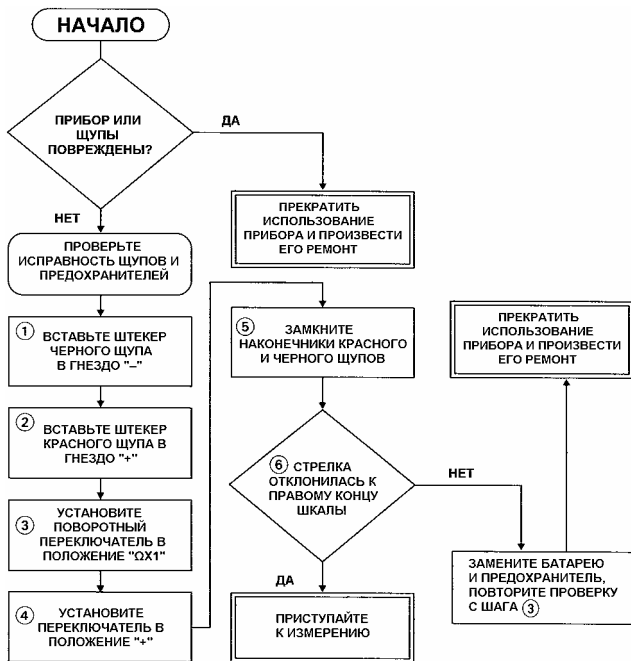 НАЧАЛО
ПРИБОР ИЛИ
ЩУПЫ
ПОВРЕЖДЕНЫ?
ДА
ПРЕКРАТИТЬ
ИСПОЛЬЗОВАНИЕ
ПРИБОРА И ПРОИЗВЕСТИ
ЕГО РЕМОНТ
НЕТ
ПРОВЕРЬТЕ
ИСПРАВНОСТЬ ЩУПОВ И
ПРЕДОХРАНИТЕЛЕЙ
1 ВСТАВЬТЕ ШТЕКЕР
ЧЕРНОГО ЩУПА
В ГНЕЗДО "–"
2
ВСТАВЬТЕ ШТЕКЕР
КРАСНОГО ЩУПА В
ГНЕЗДО "+"
3
УСТАНОВИТЕ
ПОВОРОТНЫЙ
ПЕРЕКЛЮЧАТЕЛЬ В
ПОЛОЖЕНИЕ "ΩX1"
4
УСТАНОВИТЕ
ПЕРЕКЛЮЧАТЕЛЬ В
ПОЛОЖЕНИЕ "+"
5
ЗАМКНИТЕ
НАКОНЕЧНИКИ КРАСНОГО
И ЧЕРНОГО ЩУПОВ
6 СТРЕЛКА
ОТКЛОНИЛАСЬ К
ПРАВОМУ КОНЦУ
ШКАЛЫ
ДА
ПРИСТУПАЙТЕ
К ИЗМЕРЕНИЮ
НЕТ
ЗАМЕНИТЕ БАТАРЕЮ
И ПРЕДОХРАНИТЕЛЬ,
ПОВТОРИТЕ ПРОВЕРКУ
С ШАГА 3
ПРЕКРАТИТЬ
ИСПОЛЬЗОВАНИЕ
ПРИБОРА И ПРОИЗВЕСТИ
ЕГО РЕМОНТ